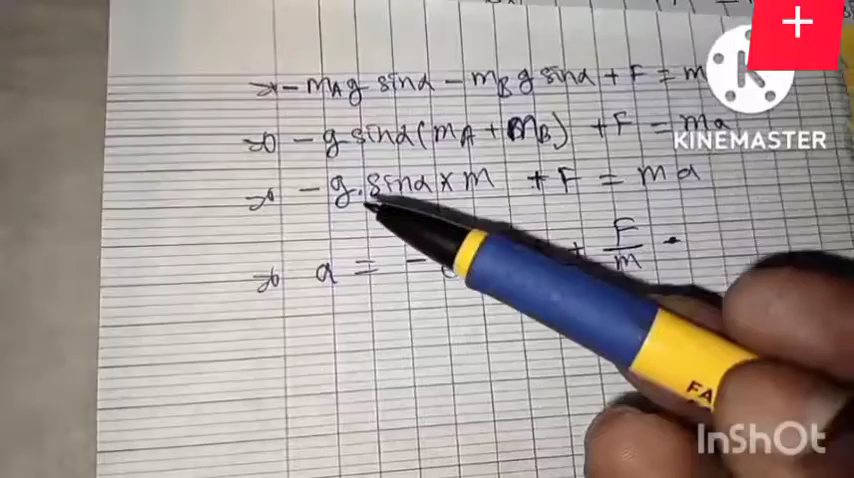 ⇒ - mAg sinα - mBg sinα + F = m
⇒ - g sinα(mA + mB) + F = ma
⇒ - g.sinα × m + F = ma
⇒ a = - + F/m .
KINEMASTER
FA
InShOt